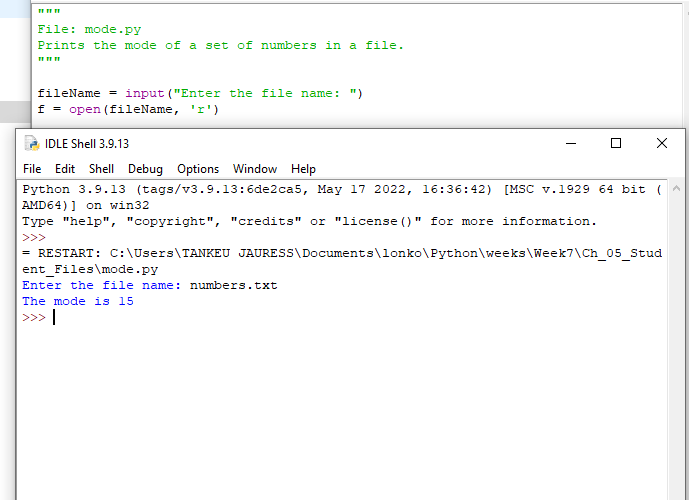 """
File: mode.py
Prints the mode of a set of numbers in a file.
"""
fileName = input("Enter the file name: ")
f = open(fileName, 'r')
IDLE Shell 3.9.13
File Edit Shell Debug Options Window Help
Python 3.9.13 (tags/v3.9.13:6de2ca5, May 17 2022, 16:36:42) [MSC v.1929 64 bit (
AMD64)] on win32
Type "help", "copyright", "credits" or "license()" for more information.
>>>
= RESTART: C:\Users\TANKEU JAURESS\Documents\lonko\Python\weeks\Week7\Ch_05_Stud
ent_Files\mode.py
Enter the file name: numbers.txt
The mode is 15
>>>